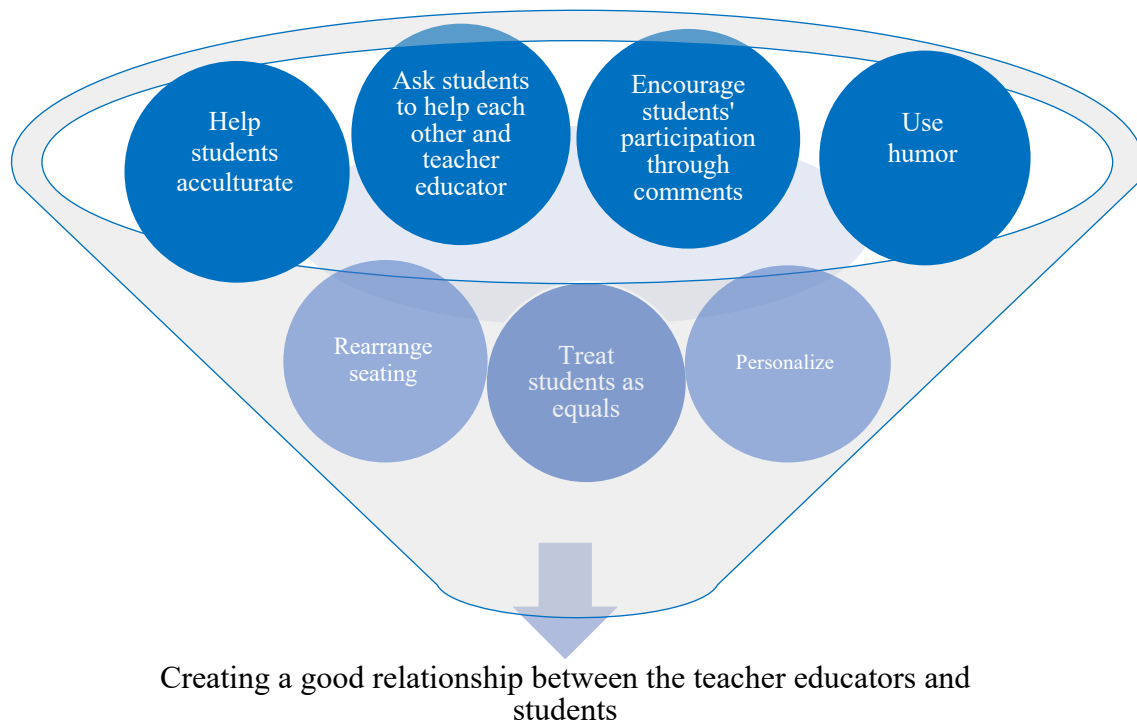 Help
students
acculturate
Ask students
to help each
other and
teacher
educator
Encourage
students'
participation
through
comments
Use
humor
Rearrange
seating
Treat
students as
equals
Personalize
Creating a good relationship between the teacher educators and
students